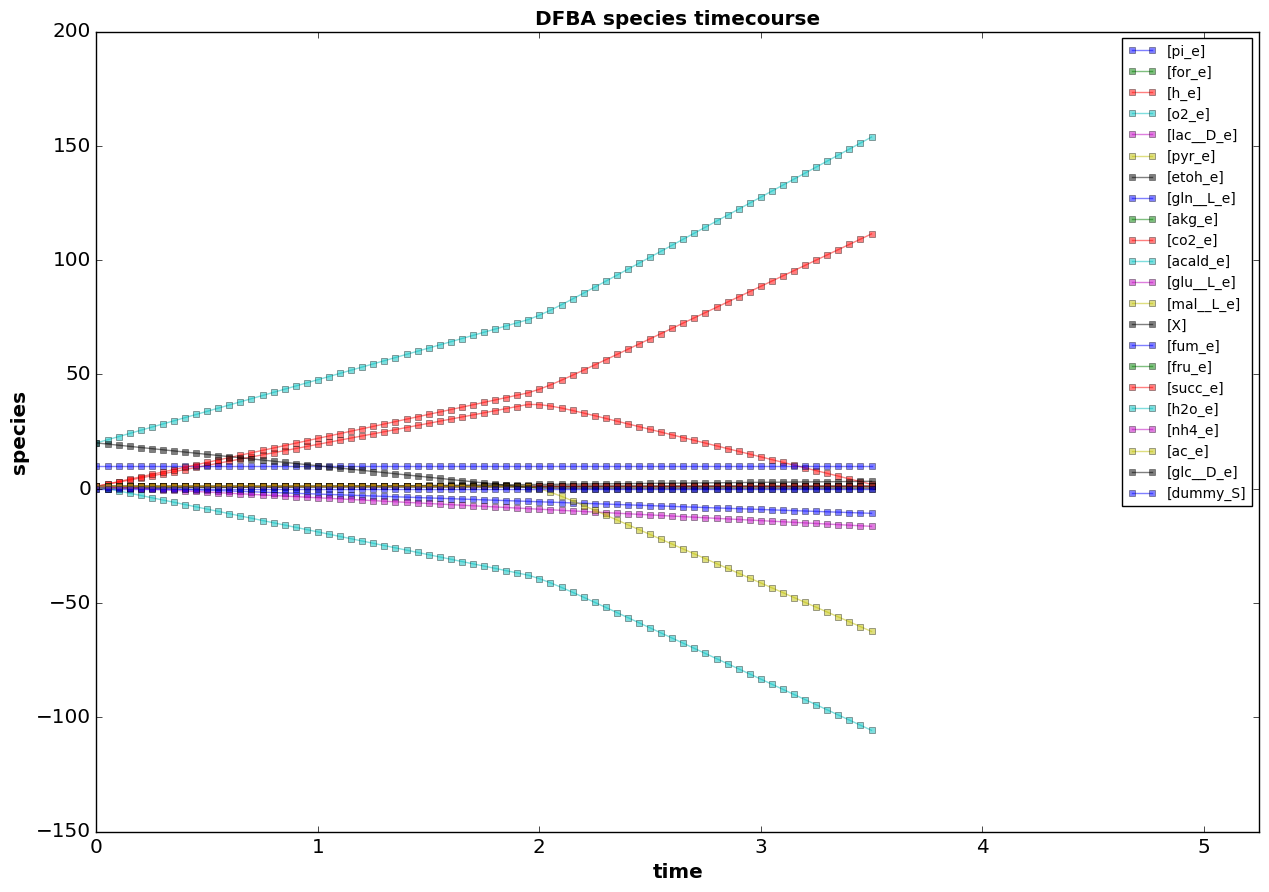 DFBA species timecourse
200
150
100
50
0
−50
−100
−150
species
0 1 2 3 4 5
time
[pi_e]
[for_e]
[h_e]
[o2_e]
[lac__D_e]
[pyr_e]
[etoh_e]
[gln__L_e]
[akg_e]
[co2_e]
[acald_e]
[glu__L_e]
[mal__L_e]
[X]
[fum_e]
[fru_e]
[succ_e]
[h2o_e]
[nh4_e]
[ac_e]
[glc_D_e]
[dummy_S]